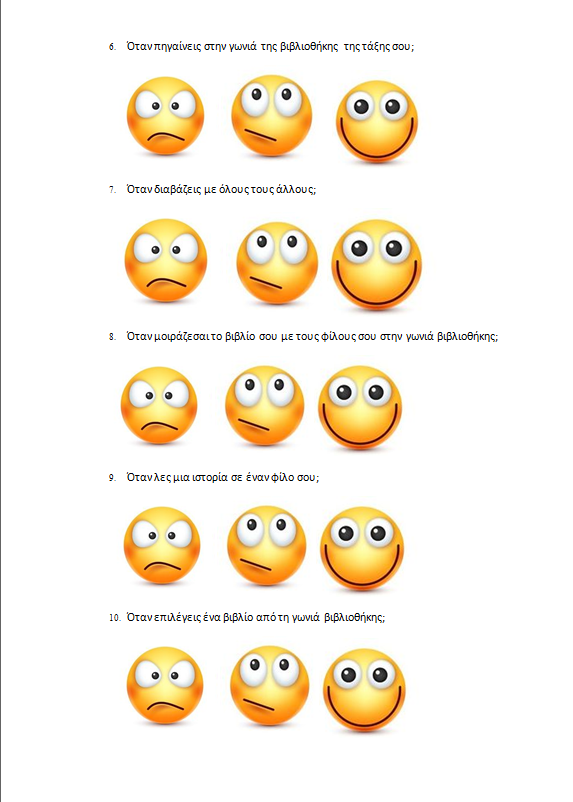 6. Όταν πηγαίνεις στην γωνιά της βιβλιοθήκης της τάξης σου;
7. Όταν διαβάζεις με όλους τους άλλους;
8. Όταν μοιράζεσαι το βιβλίο σου με τους φίλους σου στην γωνιά βιβλιοθήκης;
9. Όταν λες μια ιστορία σε έναν φίλο σου;
10. Όταν επιλέγεις ένα βιβλίο από τη γωνιά βιβλιοθήκης;